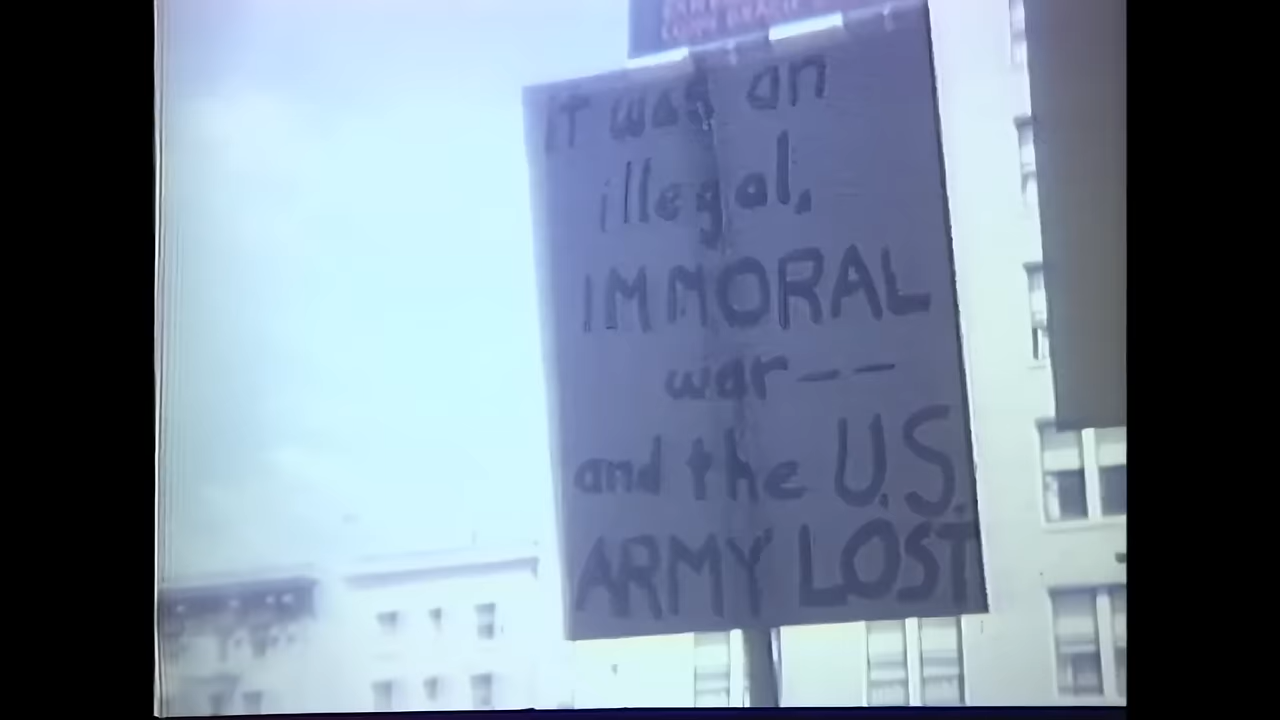 iT was an
illegal,
IMMORAL
war--
and the U.S.
ARMY LOST